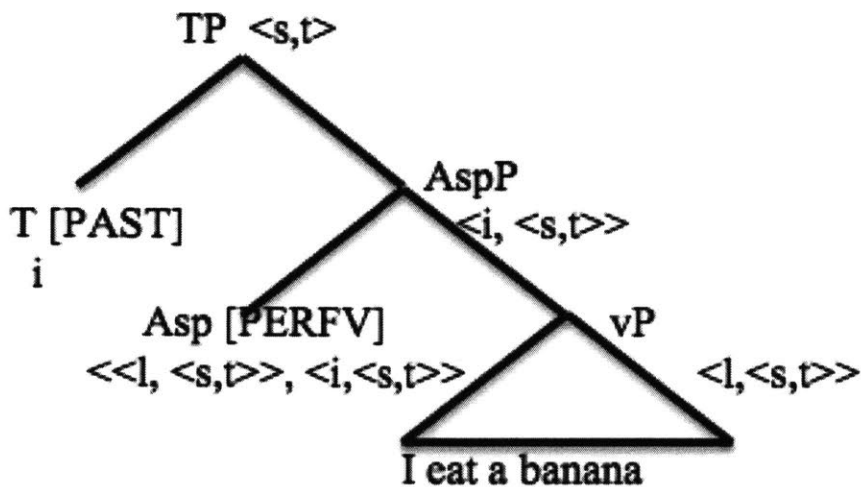 TP <s,t>
AspP
<i, <s,t>>
T [PAST]
i
Asp [PERFV]
<<l, <s,t>>, <i,<s,t>>
vP
<l,<s,t>>
I eat a banana